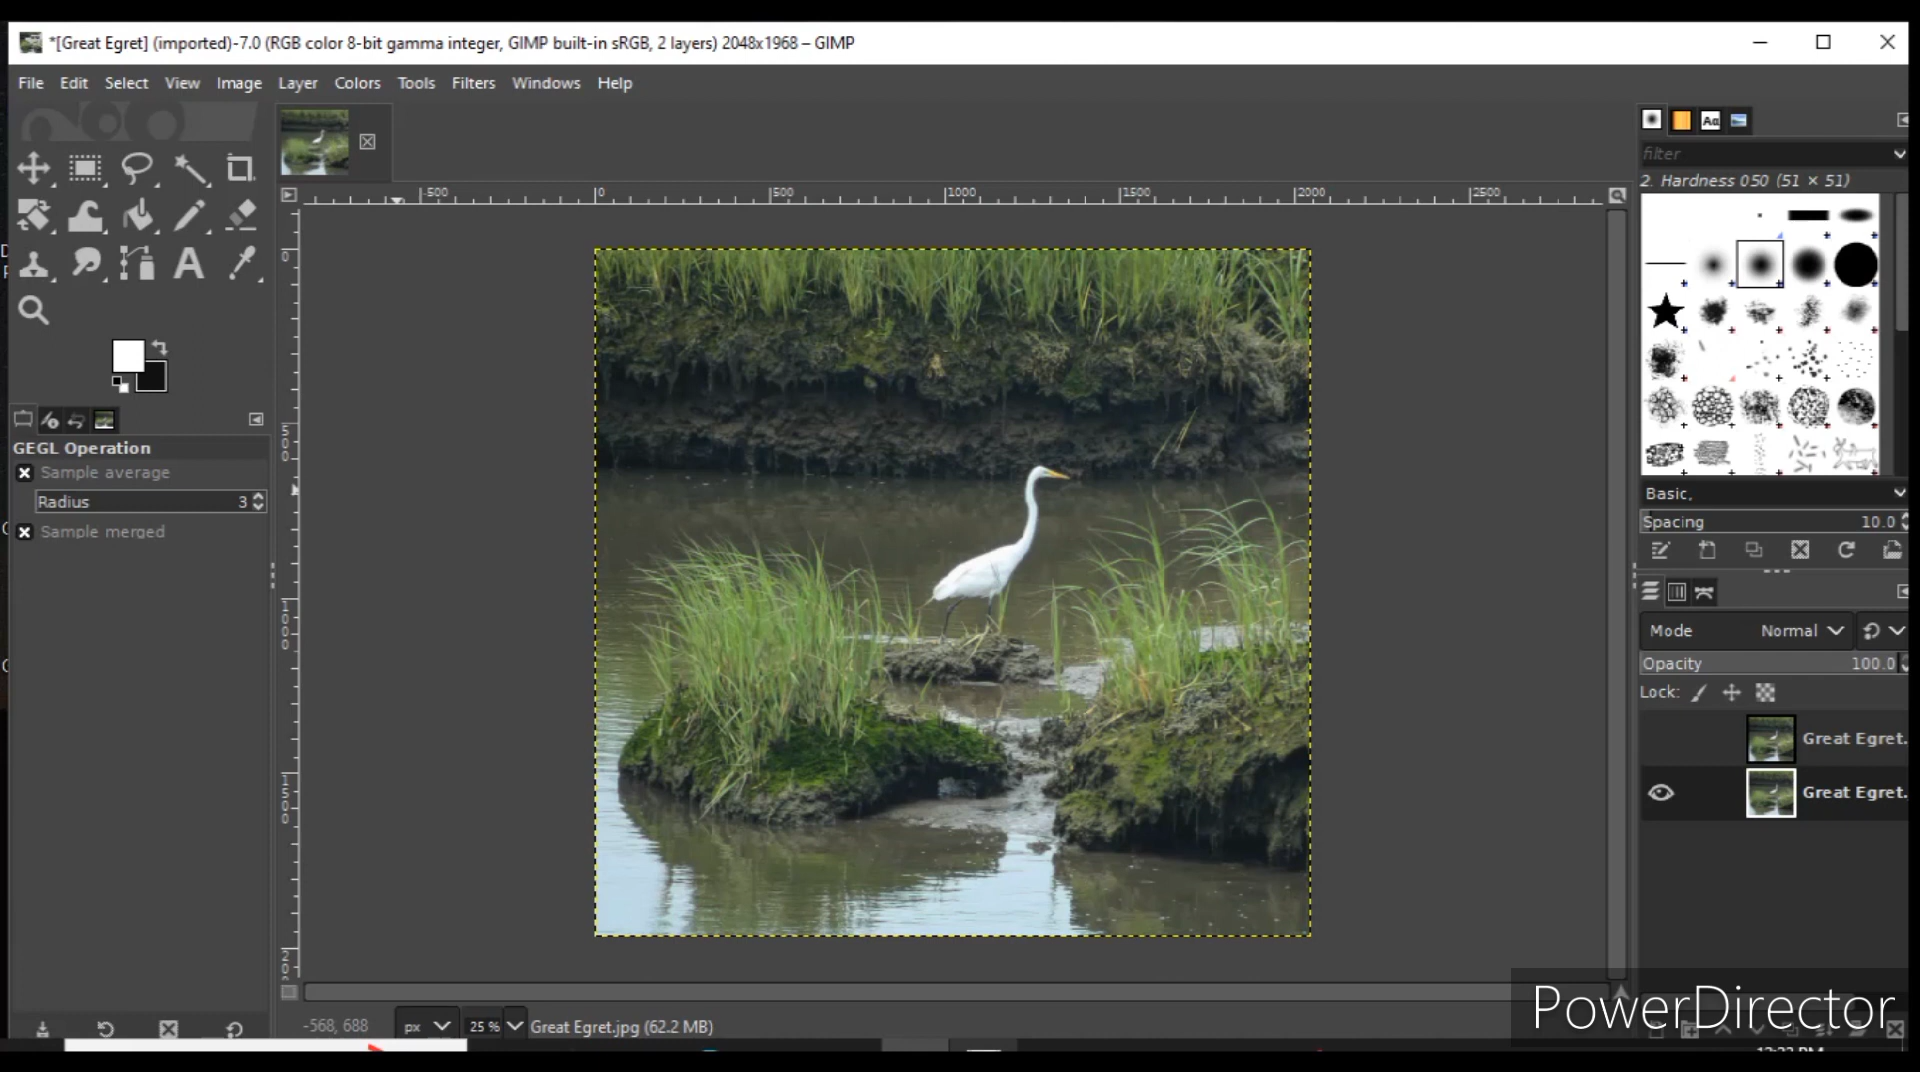 *[Great Egret] (imported)-7.0 (RGB color 8-bit gamma integer, GIMP built-in sRGB, 2 layers) 2048x1968 – GIMP
File Edit Select View Image Layer Colors Tools Filters Windows Help
filter
2. Hardness 050 (51 × 51)
-500 0 500 1000 1500 2000 2500
0
500
1000
1500
GEGL Operation
Sample average
Radius 3
Sample merged
Basic,
Spacing 10.0
Mode Normal
Opacity 100.0
Lock:
Great Egret.
Great Egret.
-568, 688 px 25 % Great Egret.jpg (62.2 MB)
PowerDirector